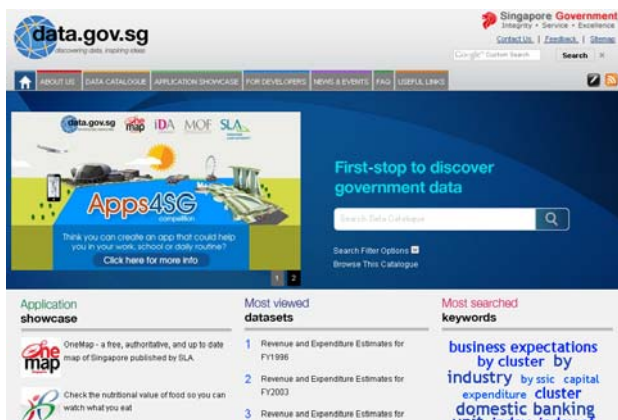 data.gov.sg
discovering data, inspiring ideas
Singapore Government
Integrity • Service • Excellence
Contact Us | Feedback | Sitemap
Google™ Custom Search
Search ×
ABOUT US DATA CATALOGUE APPLICATION SHOWCASE FOR DEVELOPERS NEWS & EVENTS FAQ USEFUL LINKS
data.gov.sg one map iDA MOF SLA
Apps4SG
competition
Think you can create an app that could help
you in your work, school or daily routine?
Click here for more info
1 2
First-stop to discover
government data
Search Data Catalogue
Search Filter Options
Browse This Catalogue
Application
showcase
one map
OneMap - a free, authoritative, and up to date
map of Singapore published by SLA.
Check the nutritional value of food so you can
watch what you eat
Most viewed
datasets
1 Revenue and Expenditure Estimates for
FY1996
2 Revenue and Expenditure Estimates for
FY2003
3 Revenue and Expenditure Estimates for
Most searched
keywords
business expectations
by cluster by
industry by ssic capital
expenditure cluster
domestic banking